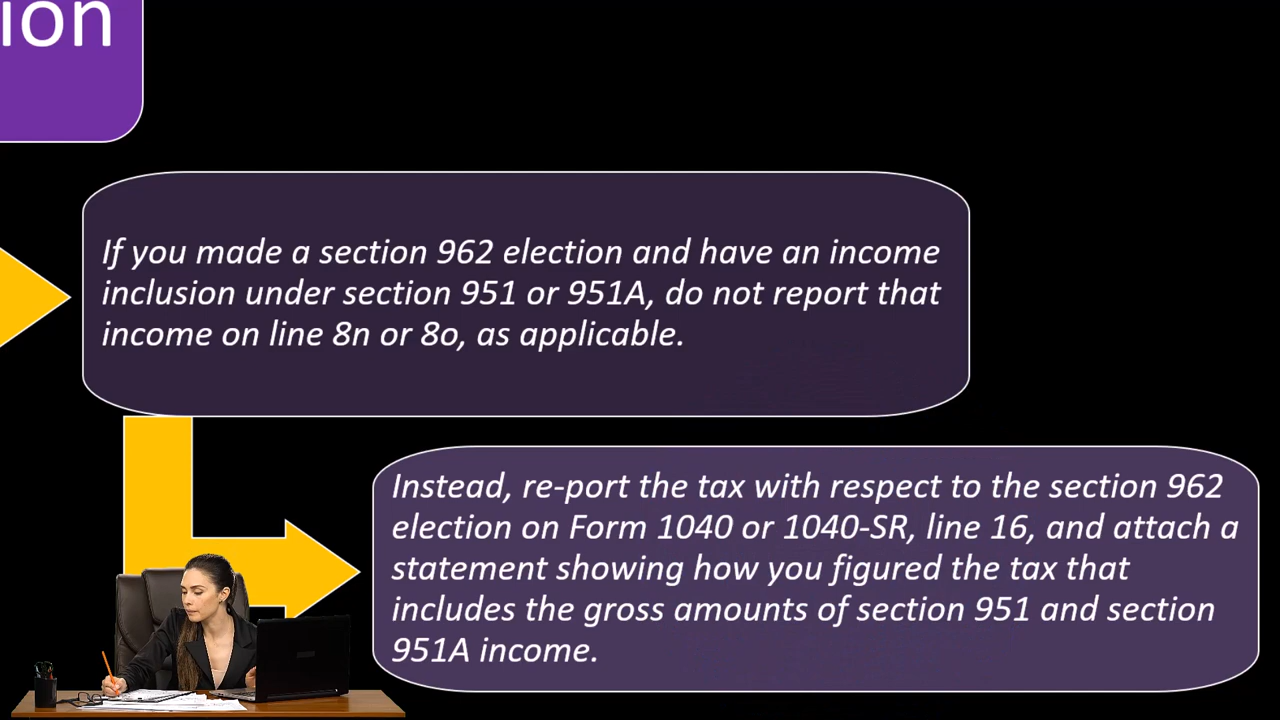 ion
If you made a section 962 election and have an income
inclusion under section 951 or 951A, do not report that
income on line 8n or 8o, as applicable.
Instead, re-port the tax with respect to the section 962
election on Form 1040 or 1040-SR, line 16, and attach a
statement showing how you figured the tax that
includes the gross amounts of section 951 and section
951A income.